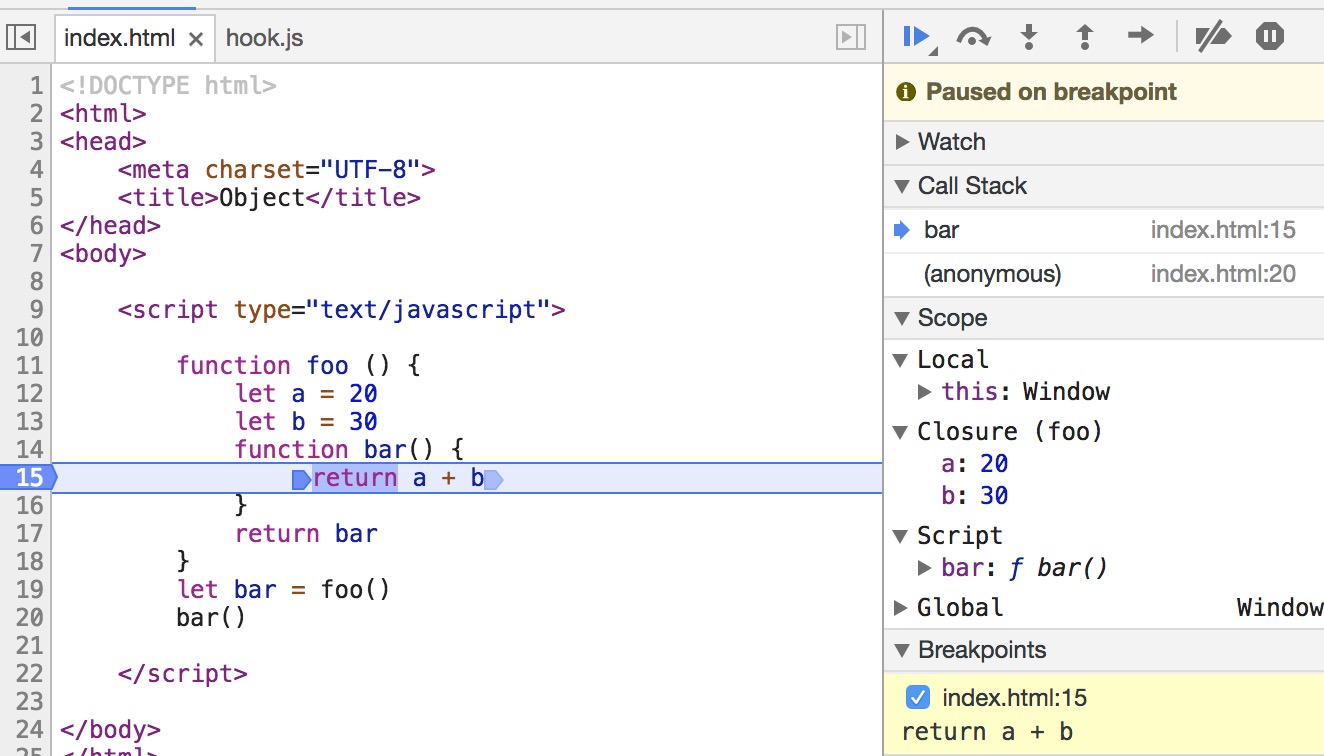 index.html × hook.js
1 <!DOCTYPE html>
2 <html>
3 <head>
4     <meta charset="UTF-8">
5     <title>Object</title>
6 </head>
7 <body>
8
9     <script type="text/javascript">
10
11         function foo () {
12             let a = 20
13             let b = 30
14             function bar() {
15                 return a + b
16             }
17             return bar
18         }
19         let bar = foo()
20         bar()
21
22     </script>
23
24 </body>
25 </html>
Paused on breakpoint
Watch
Call Stack
bar index.html:15
(anonymous) index.html:20
Scope
Local
this: Window
Closure (foo)
a: 20
b: 30
Script
bar: ƒ bar()
Global Window
Breakpoints
index.html:15
return a + b